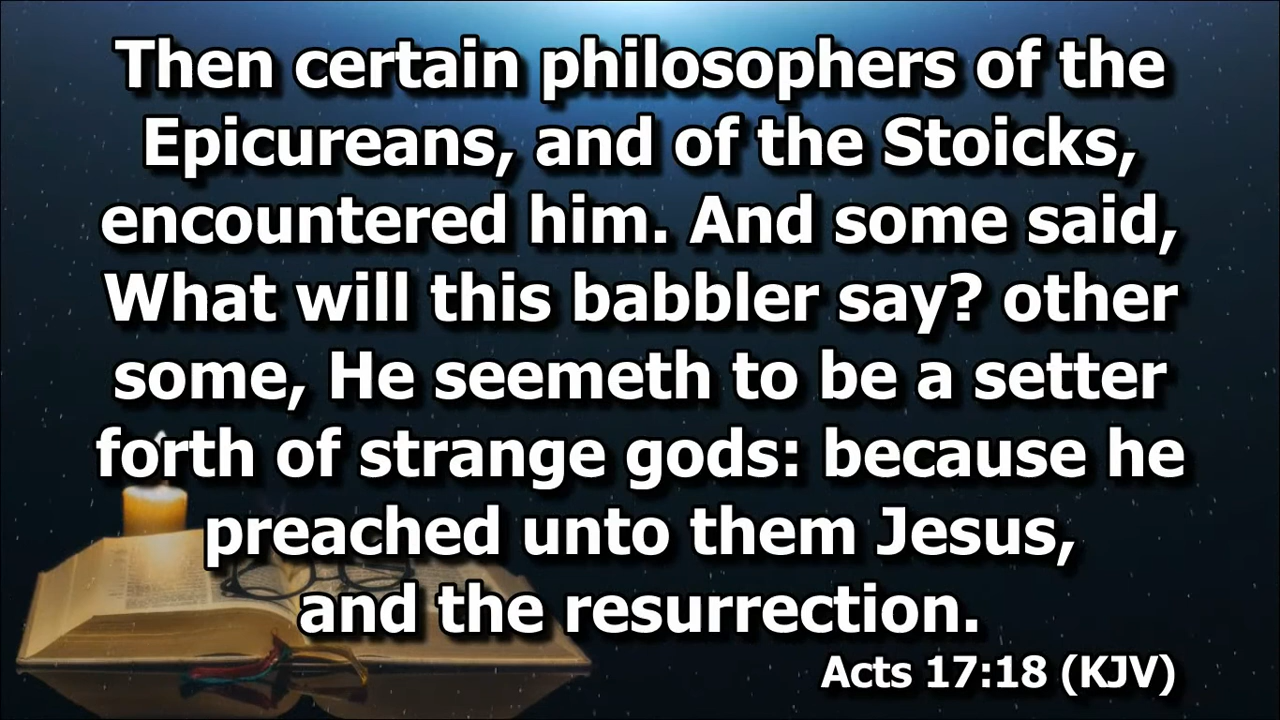 Then certain philosophers of the
Epicureans, and of the Stoicks,
encountered him. And some said,
What will this babbler say? other
some, He seemeth to be a setter
forth of strange gods: because he
preached unto them Jesus,
and the resurrection.
Acts 17:18 (KJV)